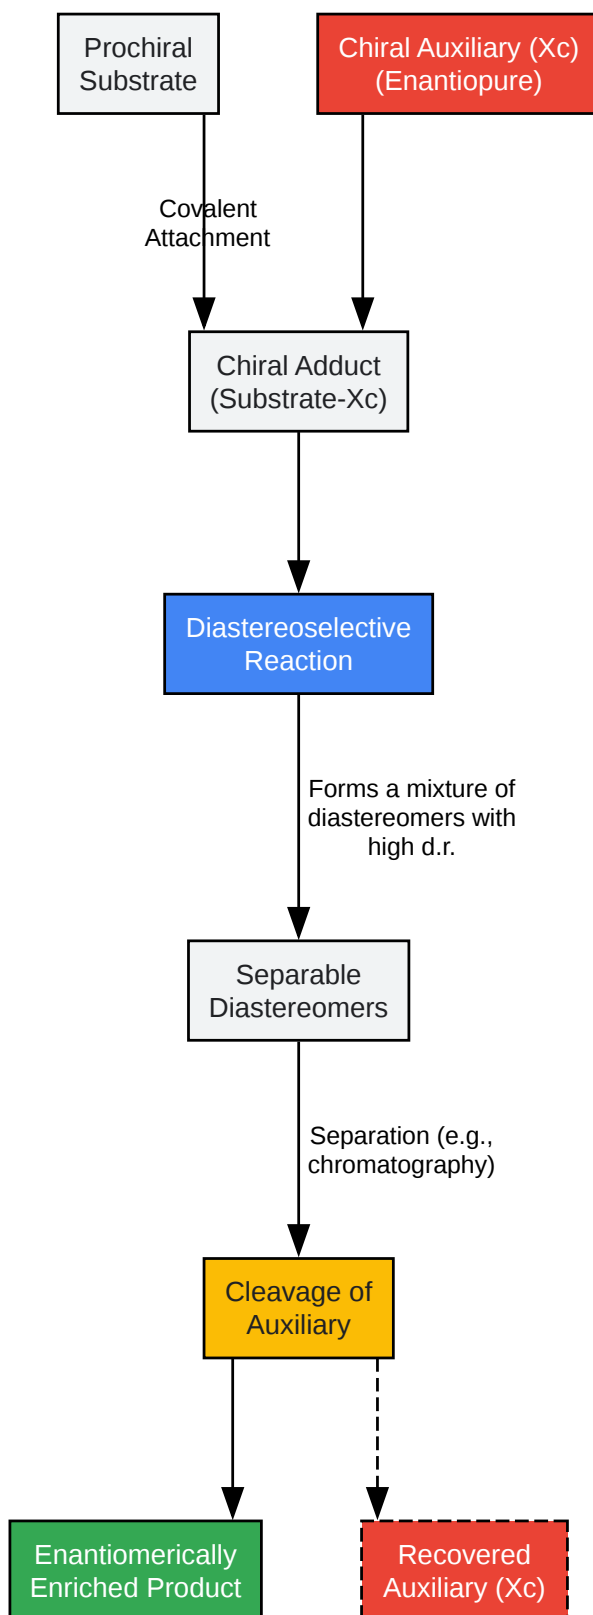 Prochiral
Substrate
Chiral Auxiliary (Xc)
(Enantiopure)
Covalent
Attachment
Chiral Adduct
(Substrate-Xc)
Diastereoselective
Reaction
Forms a mixture of
diastereomers with
high d.r.
Separable
Diastereomers
Separation (e.g.,
chromatography)
Cleavage of
Auxiliary
Enantiomerically
Enriched Product
Recovered
Auxiliary (Xc)